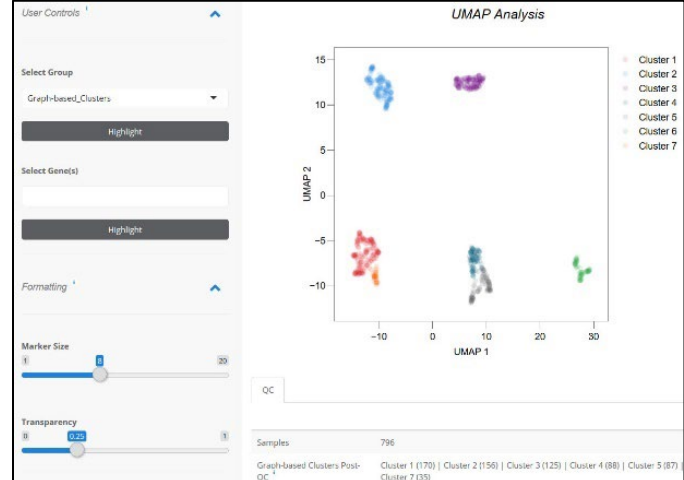 User Controls i
Select Group
Graph-based_Clusters
Highlight
Select Gene(s)
Highlight
Formatting i
Marker Size
1 8 20
Transparency
0 0.25 1
UMAP Analysis
15
10
5
0
−5
−10
UMAP 2
−10 0 10 20 30
UMAP 1
Cluster 1
Cluster 2
Cluster 3
Cluster 4
Cluster 5
Cluster 6
Cluster 7
QC
Samples 796
Graph-based Clusters Post- Cluster 1 (170) | Cluster 2 (156) | Cluster 3 (125) | Cluster 4 (88) | Cluster 5 (87) |
QC i Cluster 7 (35)